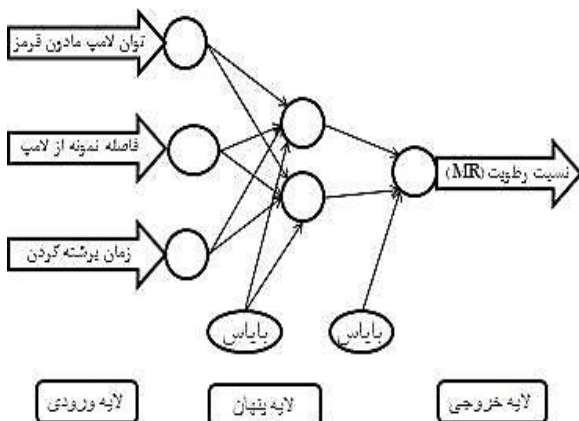 توان لامپ مادون قرمز
فاصله نمونه از لامپ
نسبت رطوبت (MR)
زمان برشته کردن
بایاس
بایاس
لایه ورودی
لایه پنهان
لایه خروجی